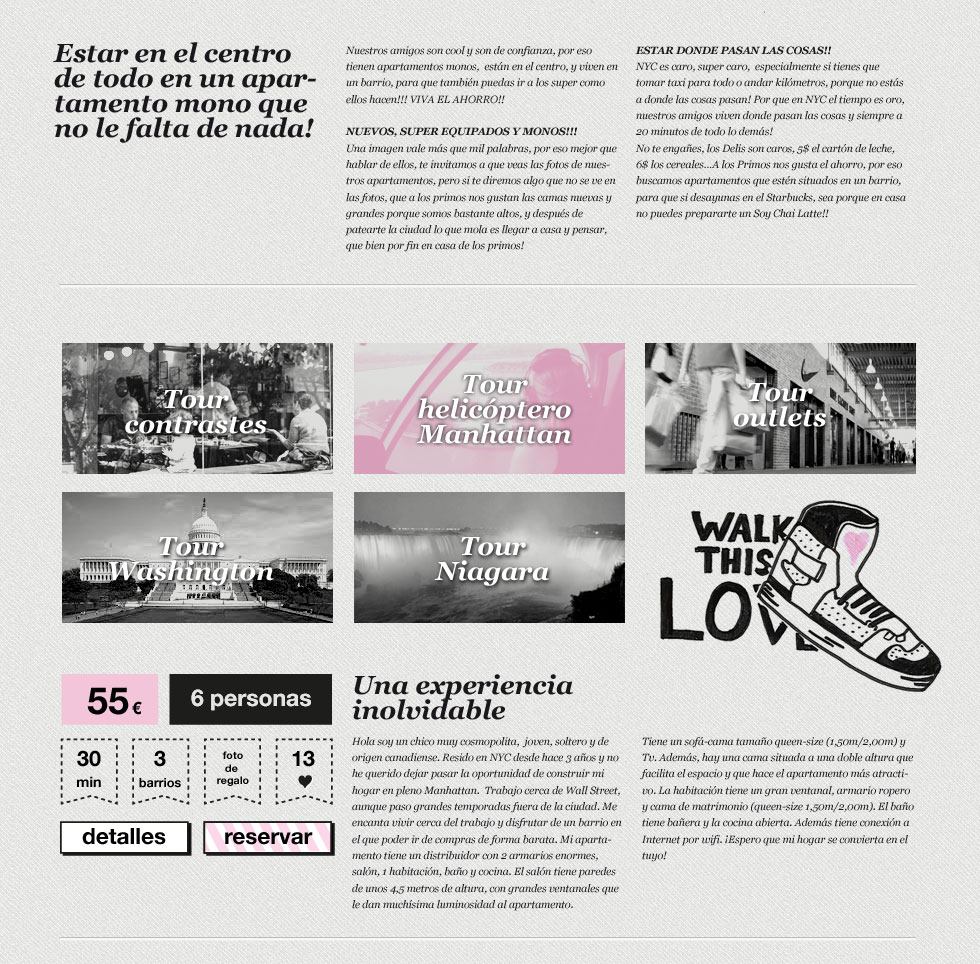 Estar en el centro
de todo en un apar-
tamento mono que
no le falta de nada!
Nuestros amigos son cool y son de confianza, por eso
tienen apartamentos monos, están en el centro, y viven en
un barrio, para que también puedas ir a los super como
ellos hacen!!! VIVA EL AHORRO!!
NUEVOS, SUPER EQUIPADOS Y MONOS!!!
Una imagen vale más que mil palabras, por eso mejor que
hablar de ellos, te invitamos a que veas las fotos de nues-
tros apartamentos, pero si te diremos algo que no se ve en
las fotos, que a los primos nos gustan las camas nuevas y
grandes porque somos bastante altos, y después de
patearte la ciudad lo que mola es llegar a casa y pensar,
que bien por fin en casa de los primos!
ESTAR DONDE PASAN LAS COSAS!!
NYC es caro, super caro, especialmente si tienes que
tomar taxi para todo o andar kilómetros, porque no estás
a donde las cosas pasan! Por que en NYC el tiempo es oro,
nuestros amigos viven donde pasan las cosas y siempre a
20 minutos de todo lo demás!
No te engañes, los Delis son caros, 5$ el cartón de leche,
6$ los cereales...A los Primos nos gusta el ahorro, por eso
buscamos apartamentos que estén situados en un barrio,
para que si desayunas en el Starbucks, sea porque en casa
no puedes prepararte un Soy Chai Latte!!
Tour
contrastes
Tour
helicóptero
Manhattan
Tour
outlets
Tour
Washington
Tour
Niagara
WALK
THIS
LOVE
55€
6 personas
30
min
3
barrios
foto
de
regalo
13
detalles
reservar
Una experiencia
inolvidable
Hola soy un chico muy cosmopolita, joven, soltero y de
origen canadiense. Resido en NYC desde hace 3 años y no
he querido dejar pasar la oportunidad de construir mi
hogar en pleno Manhattan. Trabajo cerca de Wall Street,
aunque paso grandes temporadas fuera de la ciudad. Me
encanta vivir cerca del trabajo y disfrutar de un barrio en
el que poder ir de compras de forma barata. Mi aparta-
mento tiene un distribuidor con 2 armarios enormes,
salón, 1 habitación, baño y cocina. El salón tiene paredes
de unos 4,5 metros de altura, con grandes ventanales que
le dan muchísima luminosidad al apartamento.
Tiene un sofá-cama tamaño queen-size (1,50m/2,00m) y
Tv. Además, hay una cama situada a una doble altura que
facilita el espacio y que hace el apartamento más atracti-
vo. La habitación tiene un gran ventanal, armario ropero
y cama de matrimonio (queen-size 1,50m/2,00m). El baño
tiene bañera y la cocina abierta. Además tiene conexión a
Internet por wifi. ¡Espero que mi hogar se convierta en el
tuyo!